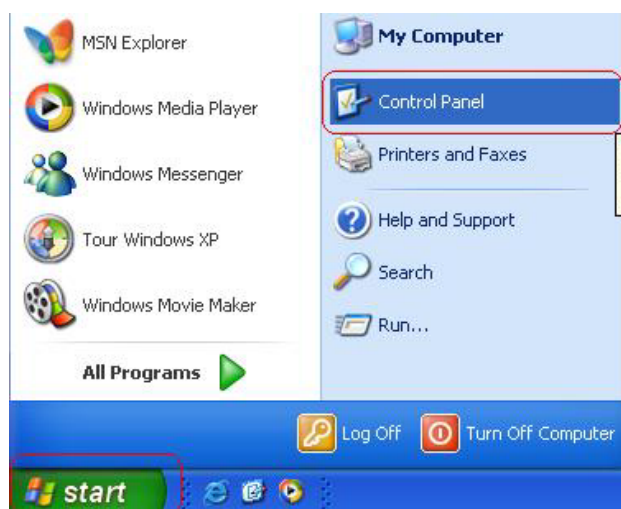 MSN Explorer
Windows Media Player
Windows Messenger
Tour Windows XP
Windows Movie Maker
All Programs
My Computer
Control Panel
Printers and Faxes
Help and Support
Search
Run...
Log Off
Turn Off Computer
start